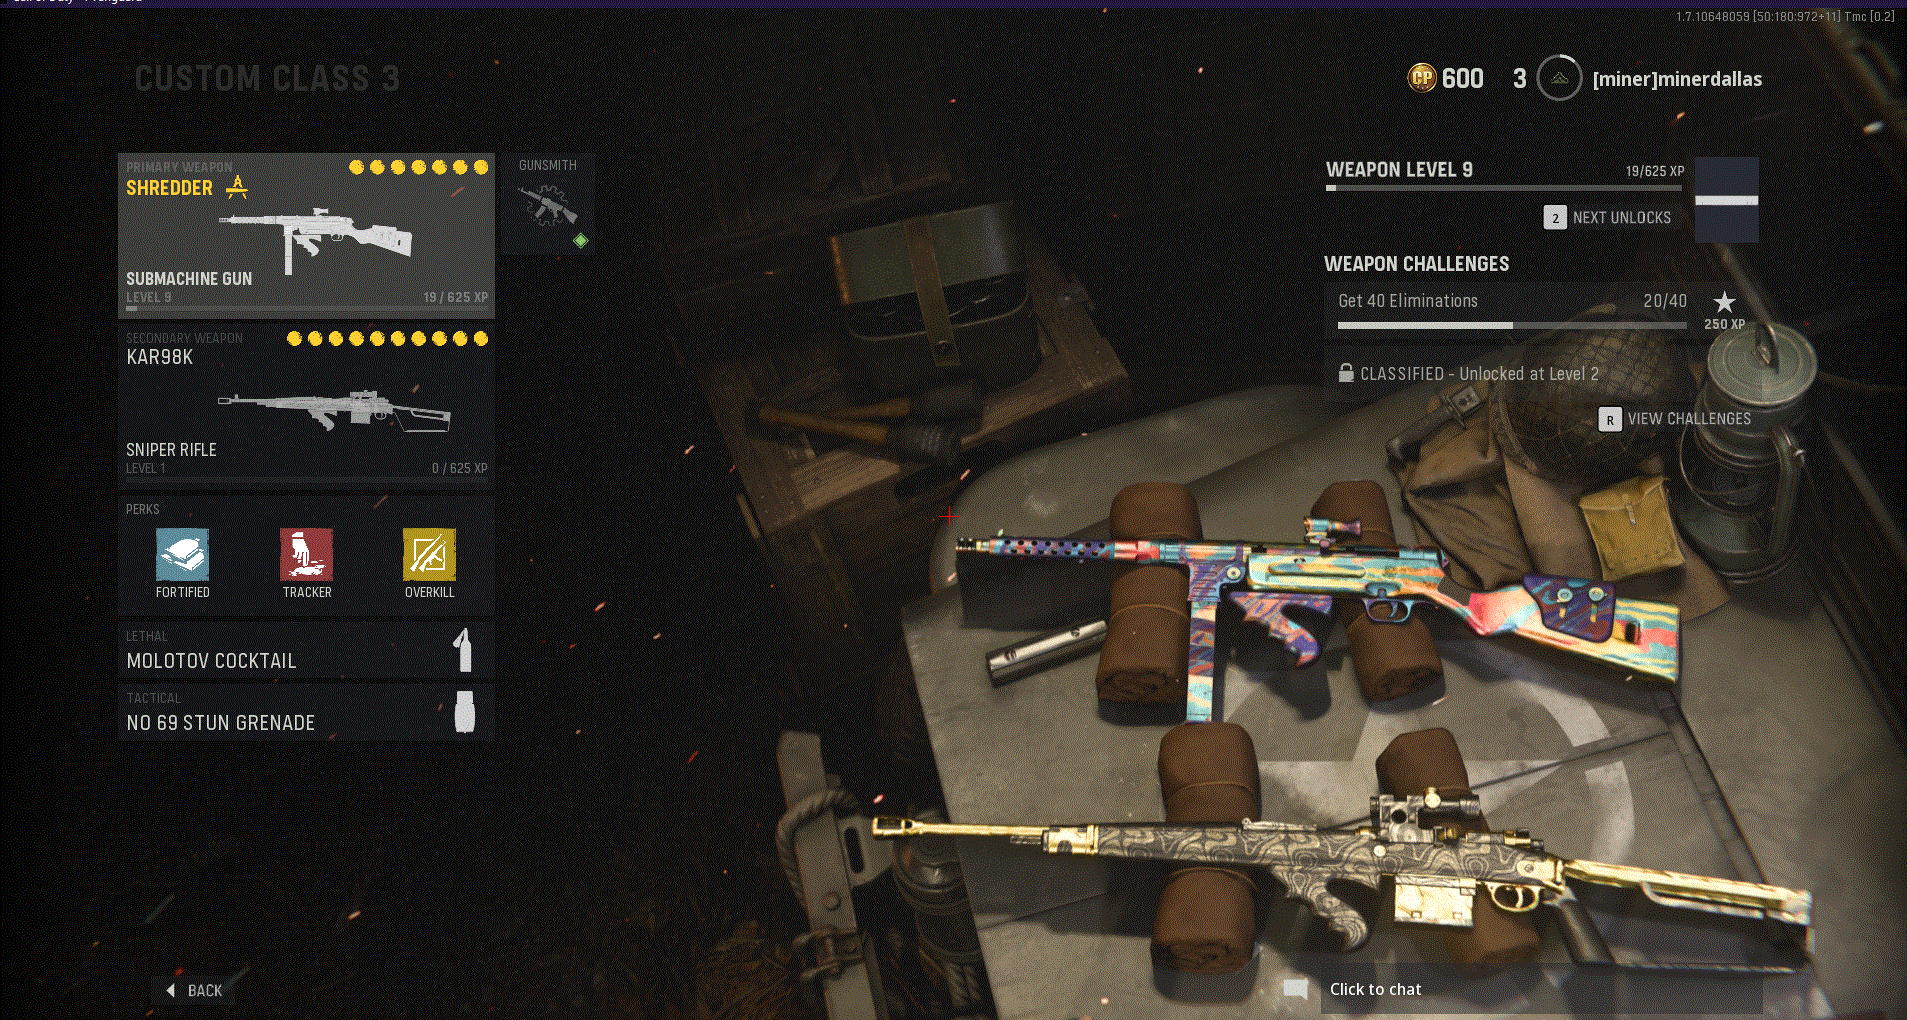 1.7.10648059 [50:180:972+11] Tmc [0.2]
CUSTOM CLASS 3
CP 600 3 [miner]minerdallas
PRIMARY WEAPON
SHREDDER
SUBMACHINE GUN
LEVEL 9 19 / 625 XP
GUNSMITH
SECONDARY WEAPON
KAR98K
SNIPER RIFLE
LEVEL 1 0 / 625 XP
PERKS
FORTIFIED TRACKER OVERKILL
LETHAL
MOLOTOV COCKTAIL
TACTICAL
NO 69 STUN GRENADE
WEAPON LEVEL 9 19/625 XP
2 NEXT UNLOCKS
WEAPON CHALLENGES
Get 40 Eliminations 20/40
250 XP
CLASSIFIED - Unlocked at Level 2
R VIEW CHALLENGES
BACK
Click to chat